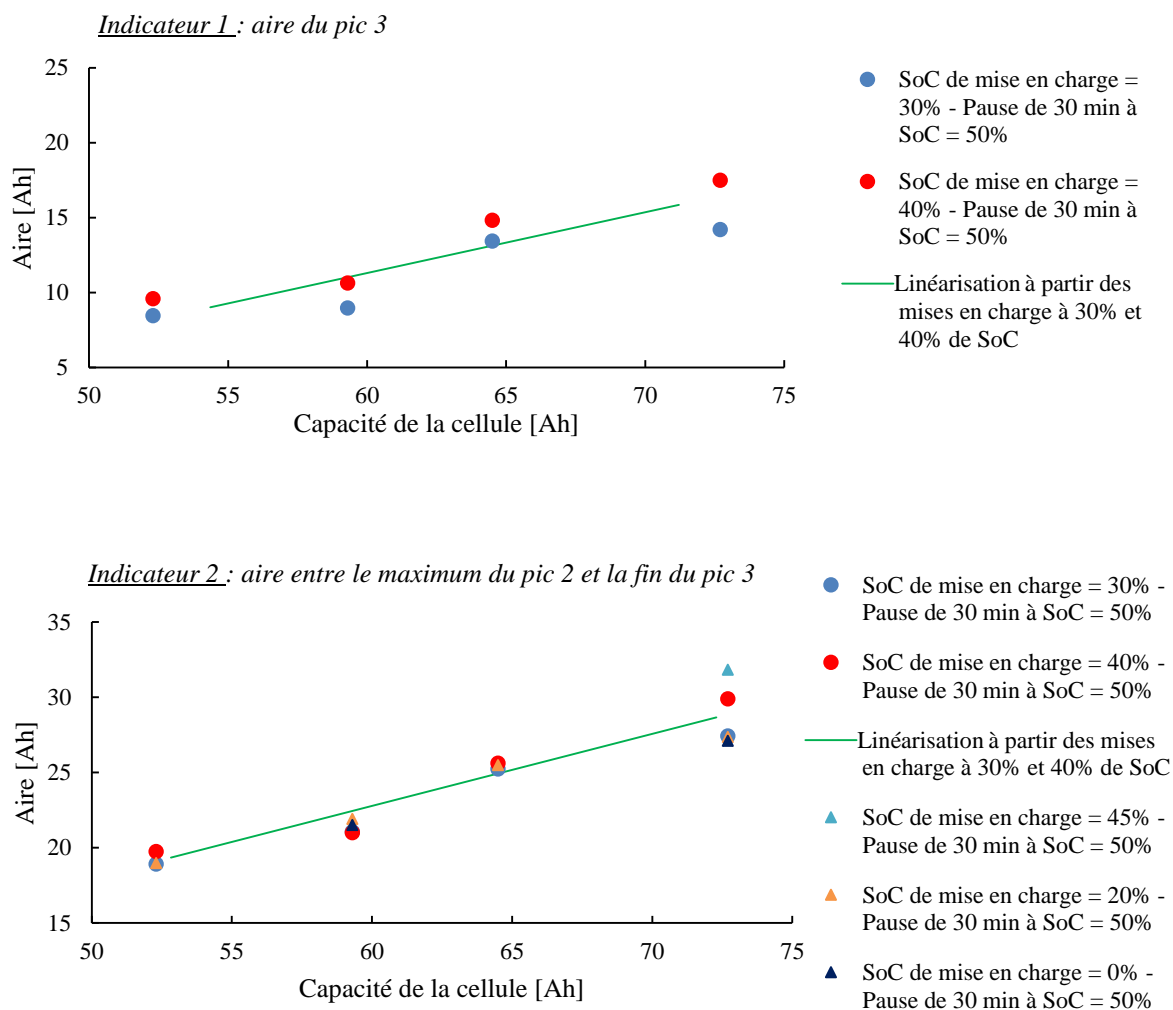 Indicateur 1 : aire du pic 3
25
20
15
10
5
Aire [Ah]
50 55 60 65 70 75
Capacité de la cellule [Ah]
SoC de mise en charge =
30% - Pause de 30 min à
SoC = 50%
SoC de mise en charge =
40% - Pause de 30 min à
SoC = 50%
Linéarisation à partir des
mises en charge à 30% et
40% de SoC
Indicateur 2 : aire entre le maximum du pic 2 et la fin du pic 3
35
30
25
20
15
Aire [Ah]
50 55 60 65 70 75
Capacité de la cellule [Ah]
SoC de mise en charge = 30% -
Pause de 30 min à SoC = 50%
SoC de mise en charge = 40% -
Pause de 30 min à SoC = 50%
Linéarisation à partir des mises
en charge à 30% et 40% de SoC
SoC de mise en charge = 45% -
Pause de 30 min à SoC = 50%
SoC de mise en charge = 20% -
Pause de 30 min à SoC = 50%
SoC de mise en charge = 0% -
Pause de 30 min à SoC = 50%